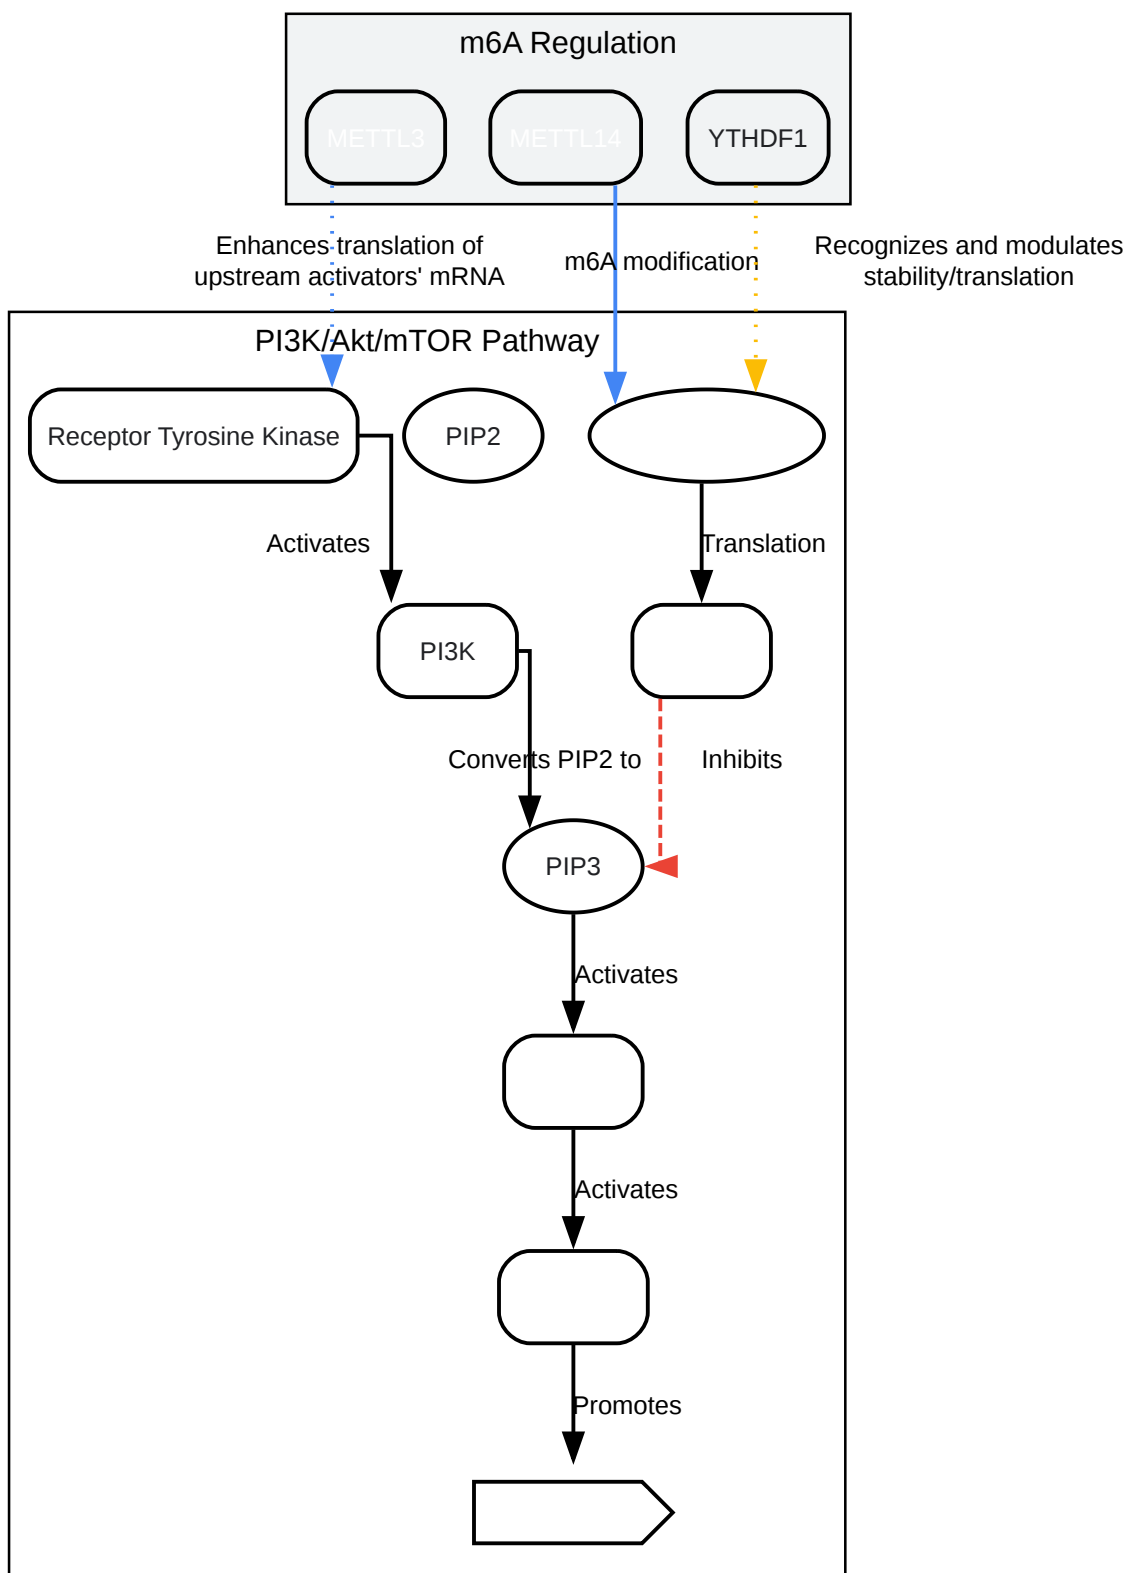 m6A Regulation
METTL3
METTL14
YTHDF1
Enhances translation of
upstream activators' mRNA
m6A modification
Recognizes and modulates
stability/translation
PI3K/Akt/mTOR Pathway
Receptor Tyrosine Kinase
PIP2
Activates
Translation
PI3K
Converts PIP2 to
Inhibits
PIP3
Activates
Activates
Promotes